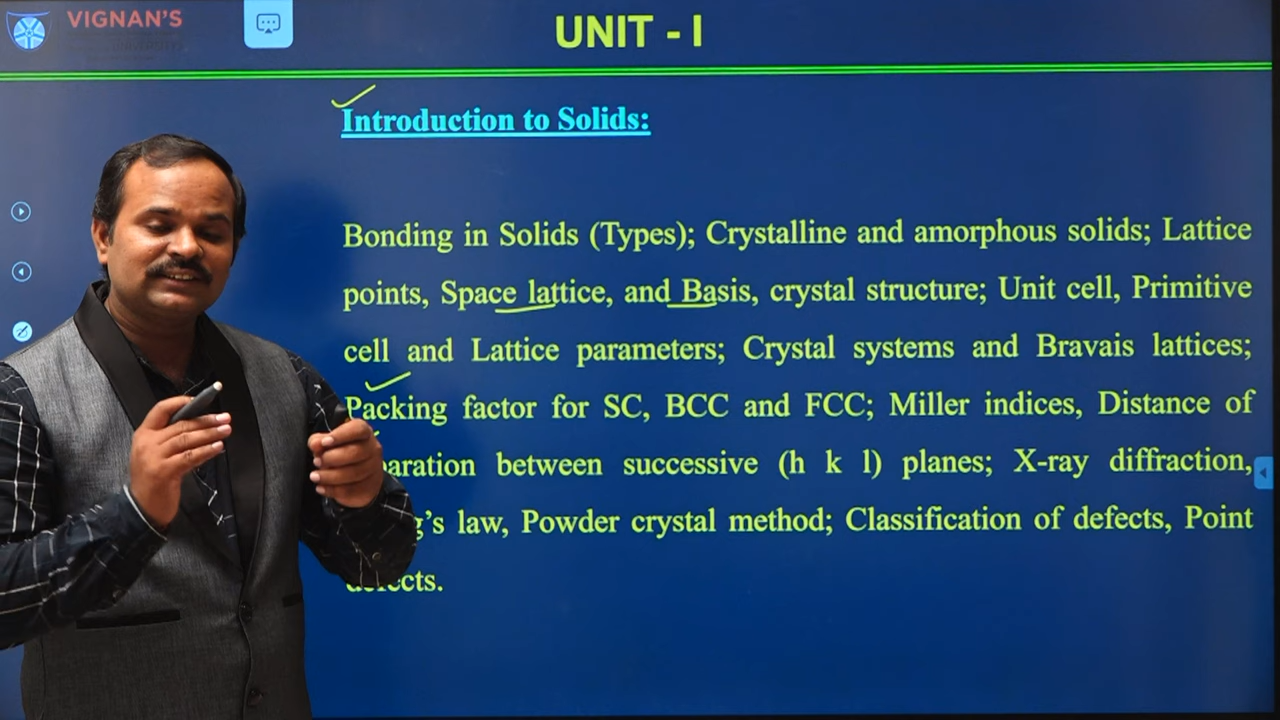 VIGNAN'S
UNIT - I
Introduction to Solids:
Bonding in Solids (Types); Crystalline and amorphous solids; Lattice
points, Space lattice, and Basis, crystal structure; Unit cell, Primitive
cell and Lattice parameters; Crystal systems and Bravais lattices;
Packing factor for SC, BCC and FCC; Miller indices, Distance of
paration between successive (h k l) planes; X-ray diffraction,
g's law, Powder crystal method; Classification of defects, Point
defects.